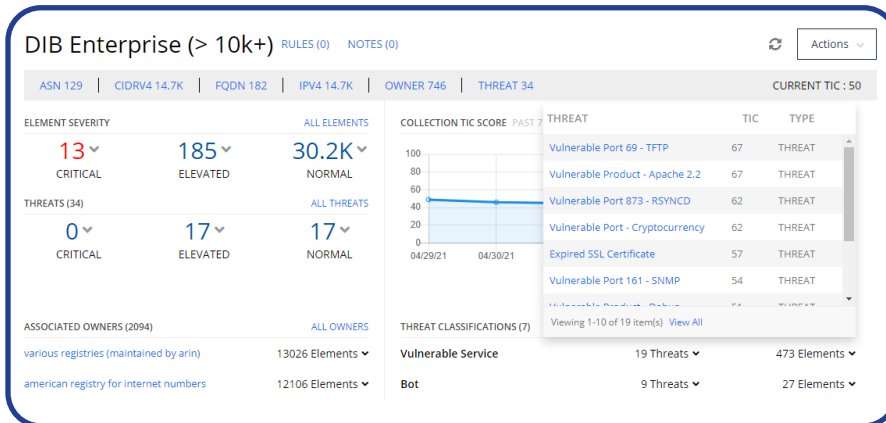 DIB Enterprise (> 10k+) RULES (0) NOTES (0)
Actions
ASN 129 CIDRV4 14.7K FQDN 182 IPV4 14.7K OWNER 746 THREAT 34 CURRENT TIC : 50
ELEMENT SEVERITY ALL ELEMENTS
13 185 30.2K
CRITICAL ELEVATED NORMAL
THREATS (34) ALL THREATS
0 17 17
CRITICAL ELEVATED NORMAL
COLLECTION TIC SCORE PAST 7
100
80
60
40
20
0
04/29/21 04/30/21
THREAT TIC TYPE
Vulnerable Port 69 - TFTP 67 THREAT
Vulnerable Product - Apache 2.2 67 THREAT
Vulnerable Port 873 - RSYNCD 62 THREAT
Vulnerable Port - Cryptocurrency 62 THREAT
Expired SSL Certificate 57 THREAT
Vulnerable Port 161 - SNMP 54 THREAT
Viewing 1-10 of 19 item(s) View All
ASSOCIATED OWNERS (2094) ALL OWNERS
various registries (maintained by arin) 13026 Elements
american registry for internet numbers 12106 Elements
THREAT CLASSIFICATIONS (7)
Vulnerable Service 19 Threats 473 Elements
Bot 9 Threats 27 Elements